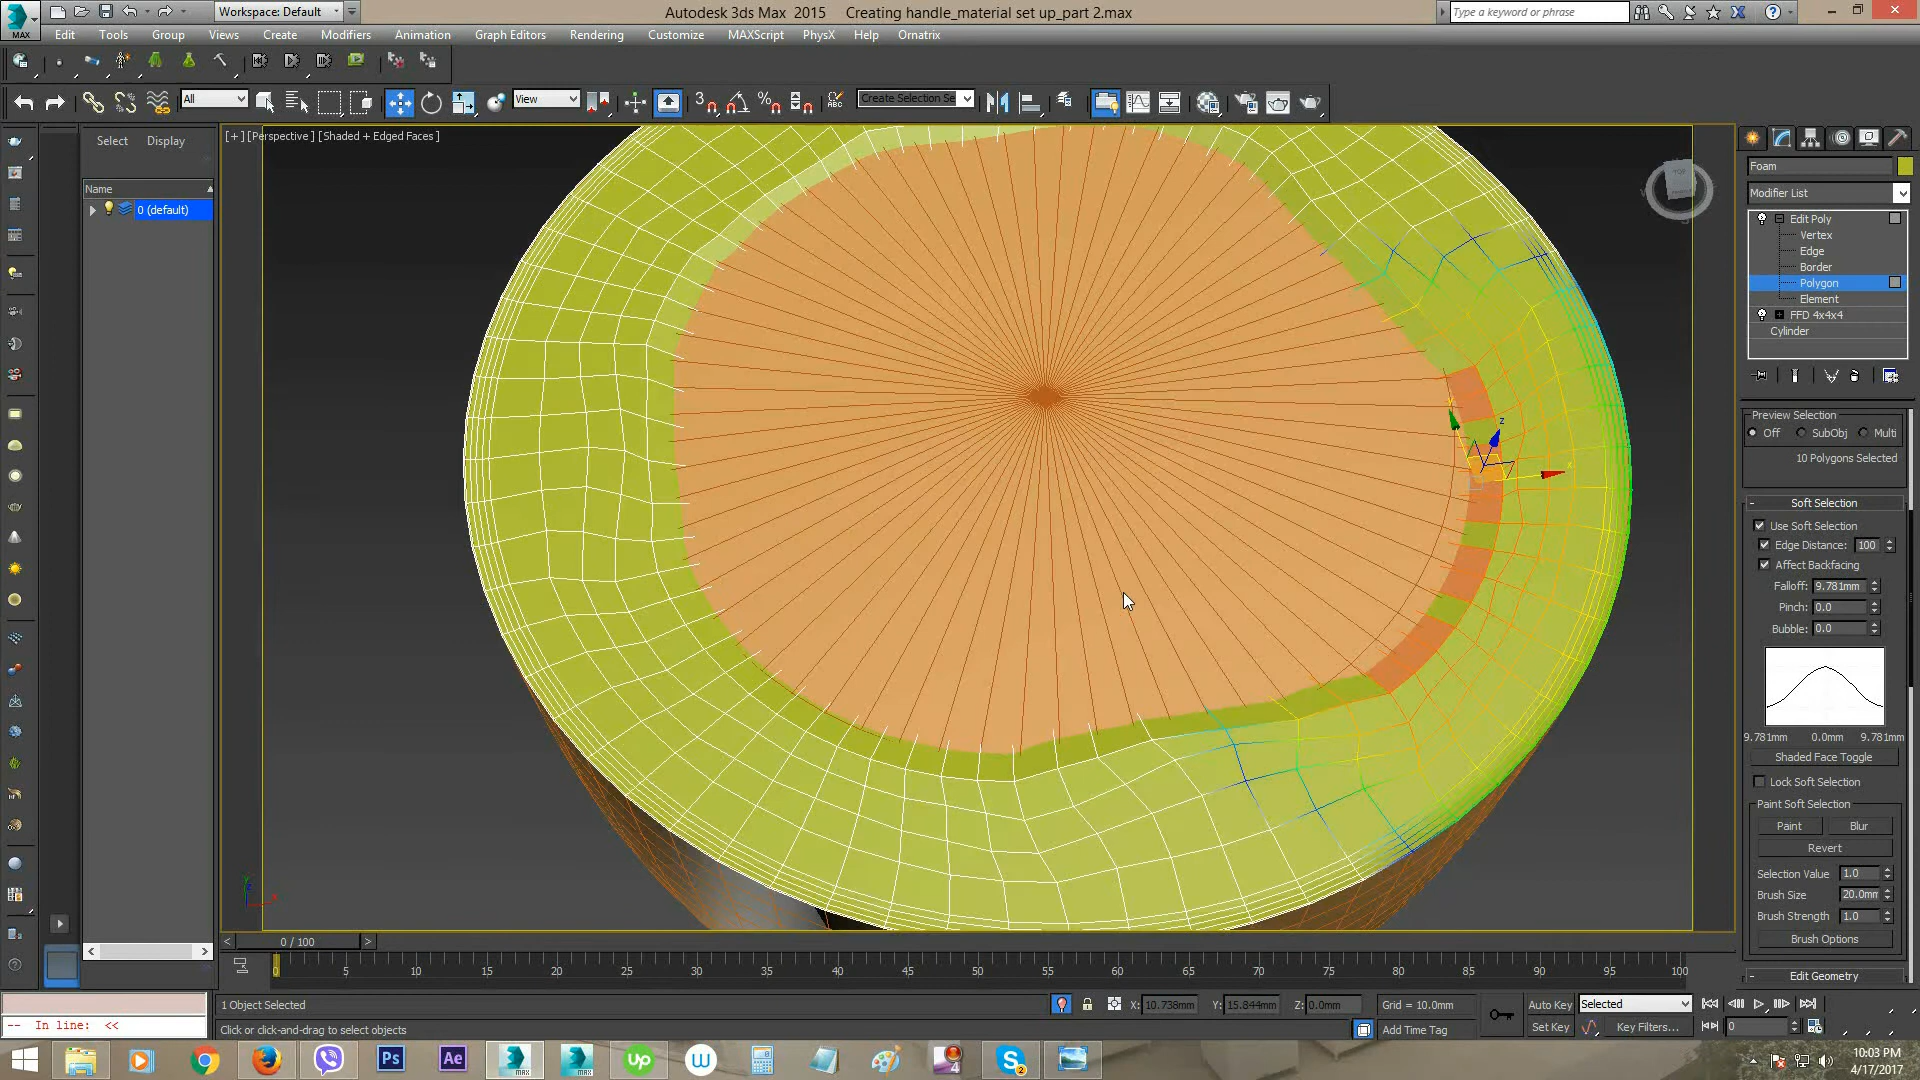 Workspace: Default
Autodesk 3ds Max 2015 Creating handle_material set up_part 2.max
Type a keyword or phrase
MAX
Edit Tools Group Views Create Modifiers Animation Graph Editors Rendering Customize MAXScript PhysX Help Ornatrix
All
View
3
Create Selection Se
Select Display
[+] [Perspective] [Shaded + Edged Faces]
Name
0 (default)
Foam
Modifier List
Edit Poly
Vertex
Edge
Border
Polygon
Element
FFD 4x4x4
Cylinder
Preview Selection
Off SubObj Multi
10 Polygons Selected
- Soft Selection
Use Soft Selection
Edge Distance: 100
Affect Backfacing
Falloff: 9.781mm
Pinch: 0.0
Bubble: 0.0
9.781mm 0.0mm 9.781mm
Shaded Face Toggle
Lock Soft Selection
Paint Soft Selection
Paint Blur
Revert
Selection Value 1.0
Brush Size 20.0mm
Brush Strength 1.0
Brush Options
- Edit Geometry
z
x
< 0 / 100 >
0 5 10 15 20 25 30 35 40 45 50 55 60 65 70 75 80 85 90 95 100
1 Object Selected
X: 10.738mm Y: 15.844mm Z: 0.0mm Grid = 10.0mm
Auto Key Selected
-- In line: <<
Click or click-and-drag to select objects
Add Time Tag
Set Key Key Filters... 0
Ps Ae MAX MAX Up W 4 S 2
10:03 PM
4/17/2017